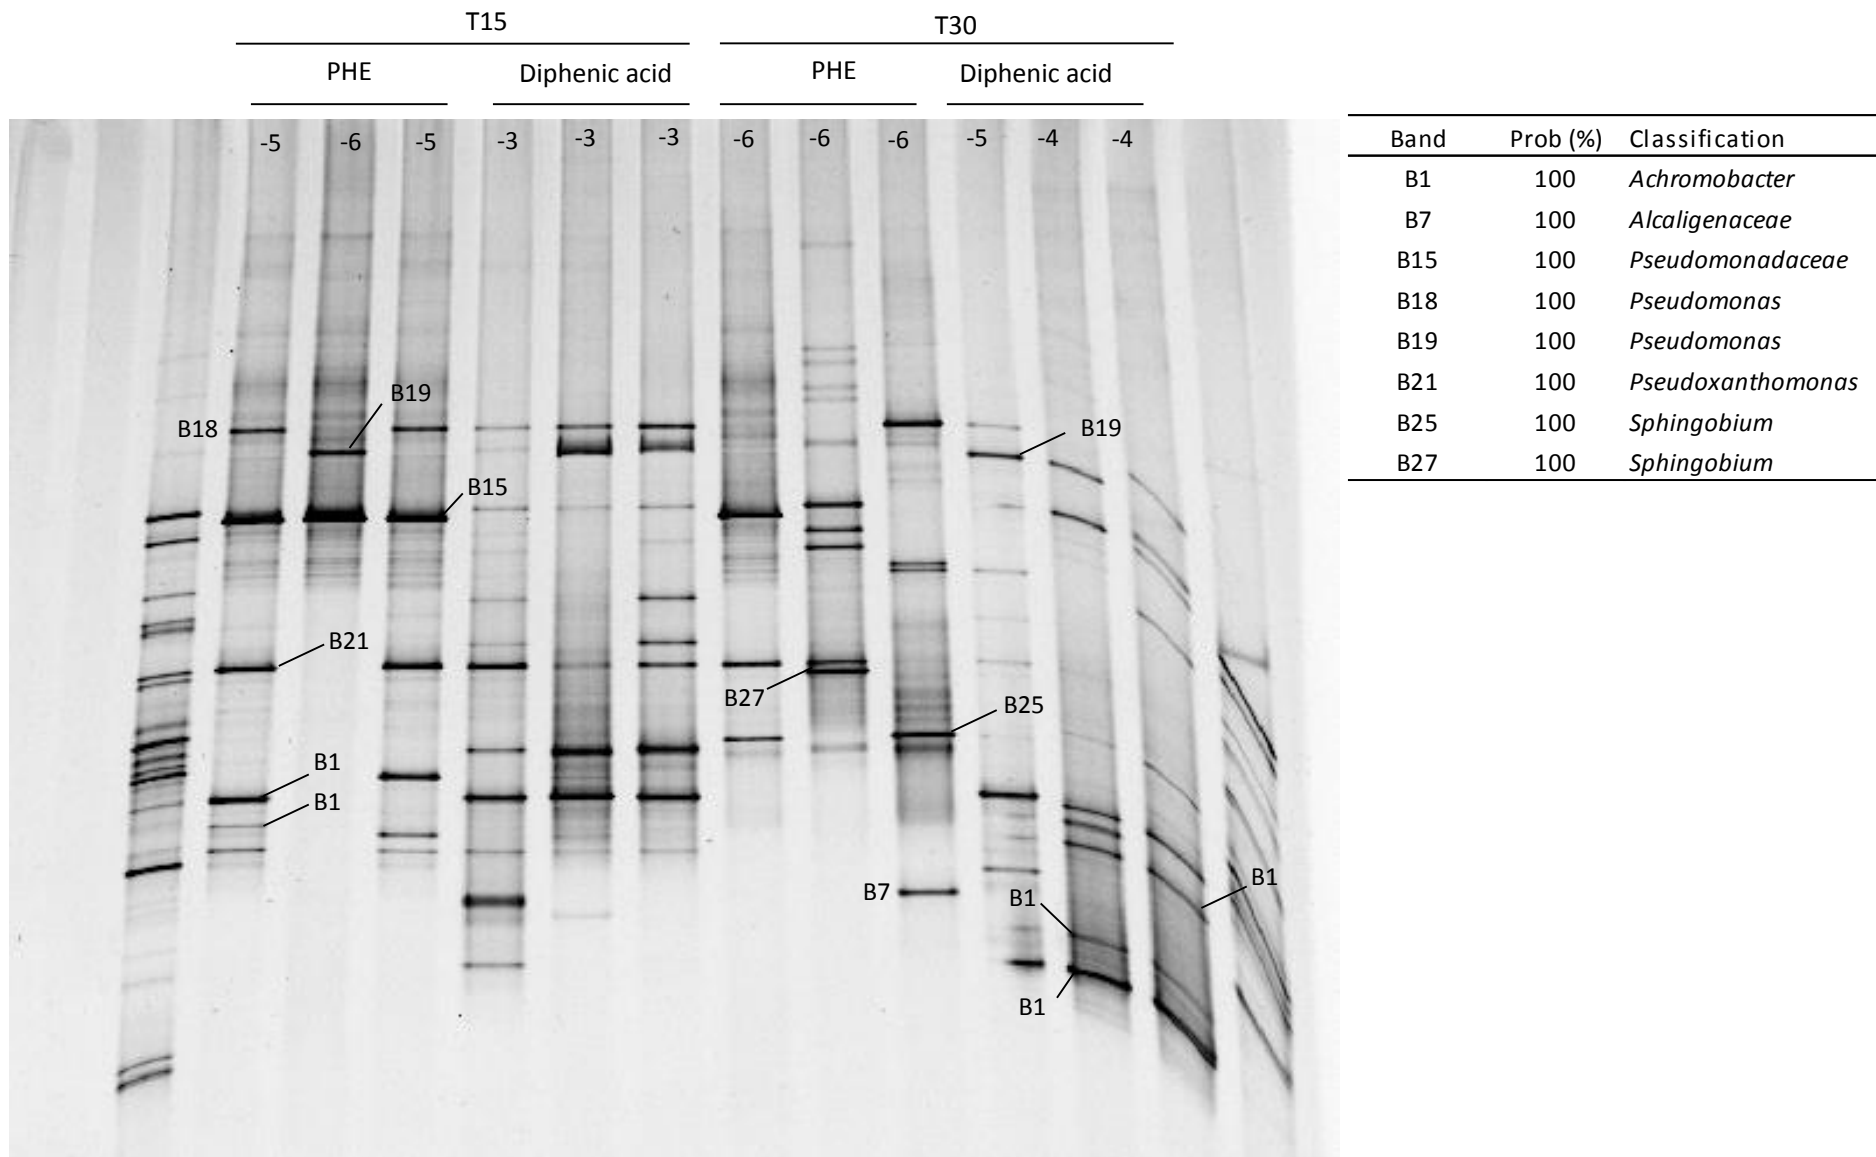 T15 T30
PHE Diphenic acid PHE Diphenic acid
-5 -6 -5 -3 -3 -3 -6 -6 -6 -5 -4 -4
Band Prob (%) Classification
B1 100 Achromobacter
B7 100 Alcaligenaceae
B15 100 Pseudomonadaceae
B18 100 Pseudomonas
B19 100 Pseudomonas
B21 100 Pseudoxanthomonas
B25 100 Sphingobium
B27 100 Sphingobium
B19
B18
B19
B15
B21
B27
B25
B1
B1
B7
B1
B1
B1